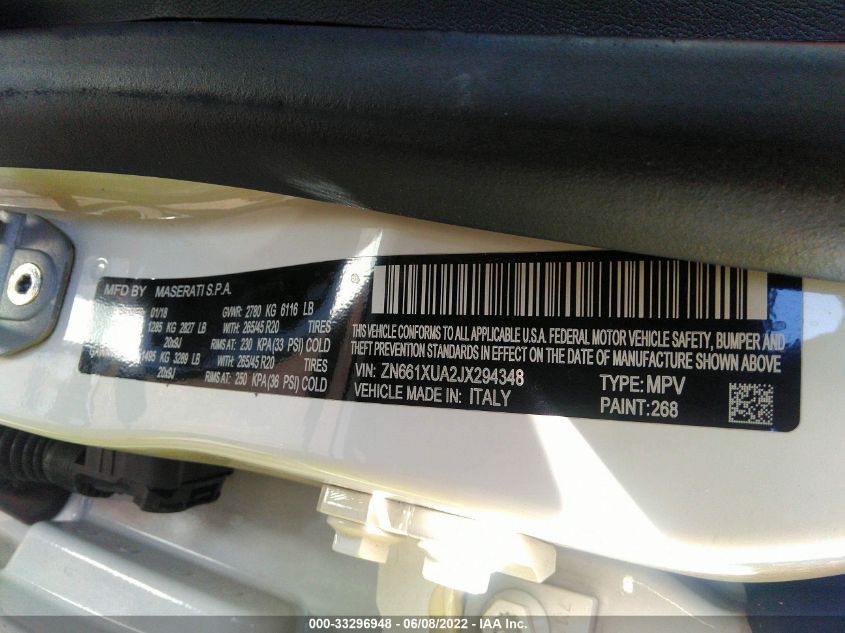 MFD BY MASERATI S.P.A.
01/18 GVWR: 2780 KG 6116 LB
1285 KG 2827 LB WITH: 265/45 R20 TIRES
20x9J RIMS AT: 230 KPA(33 PSI) COLD
1495 KG 3289 LB WITH: 265/45 R20 TIRES
20x9J RIMS AT: 250 KPA(36 PSI) COLD
THIS VEHICLE CONFORMS TO ALL APPLICABLE U.S.A. FEDERAL MOTOR VEHICLE SAFETY, BUMPER AND
THEFT PREVENTION STANDARDS IN EFFECT ON THE DATE OF MANUFACTURE SHOWN ABOVE
VIN: ZN661XUA2JX294348 TYPE: MPV
VEHICLE MADE IN: ITALY PAINT:268
000-33296948 - 06/08/2022 - IAA Inc.